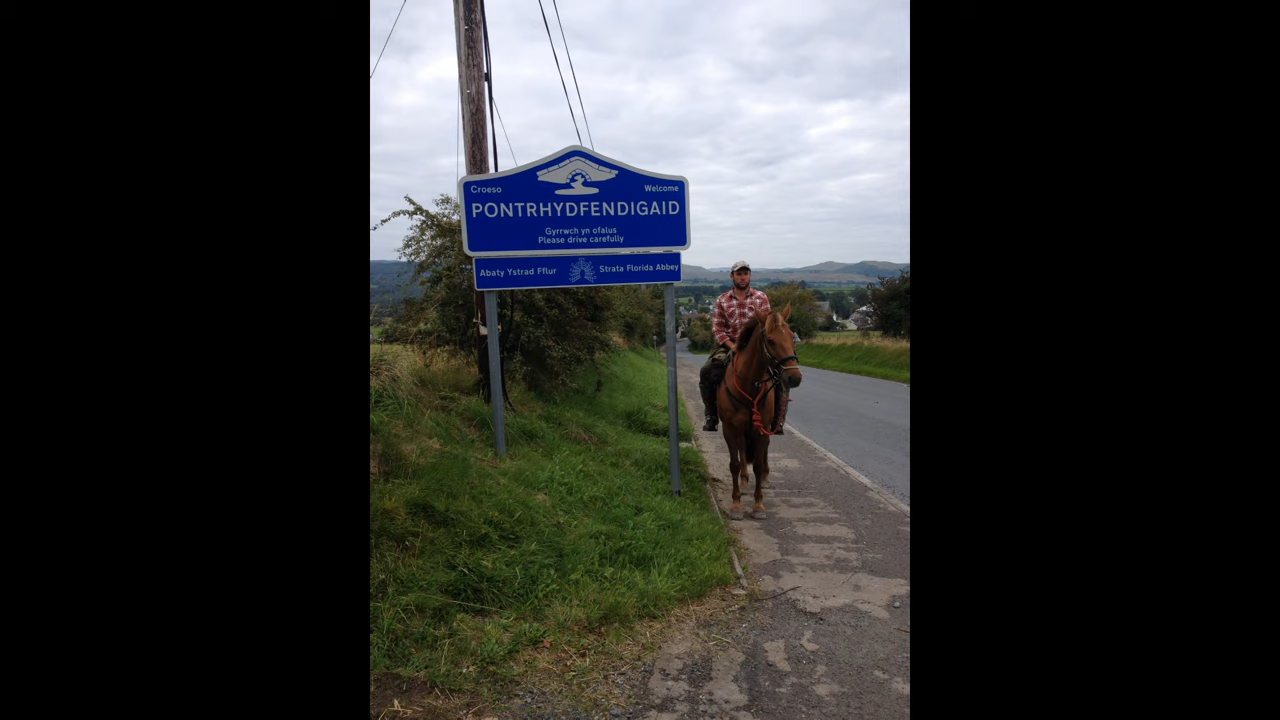 Croeso Welcome
PONTRHYDFENDIGAID
Gyrrwch yn ofalus
Please drive carefully
Abaty Ystrad Fflur Strata Florida Abbey